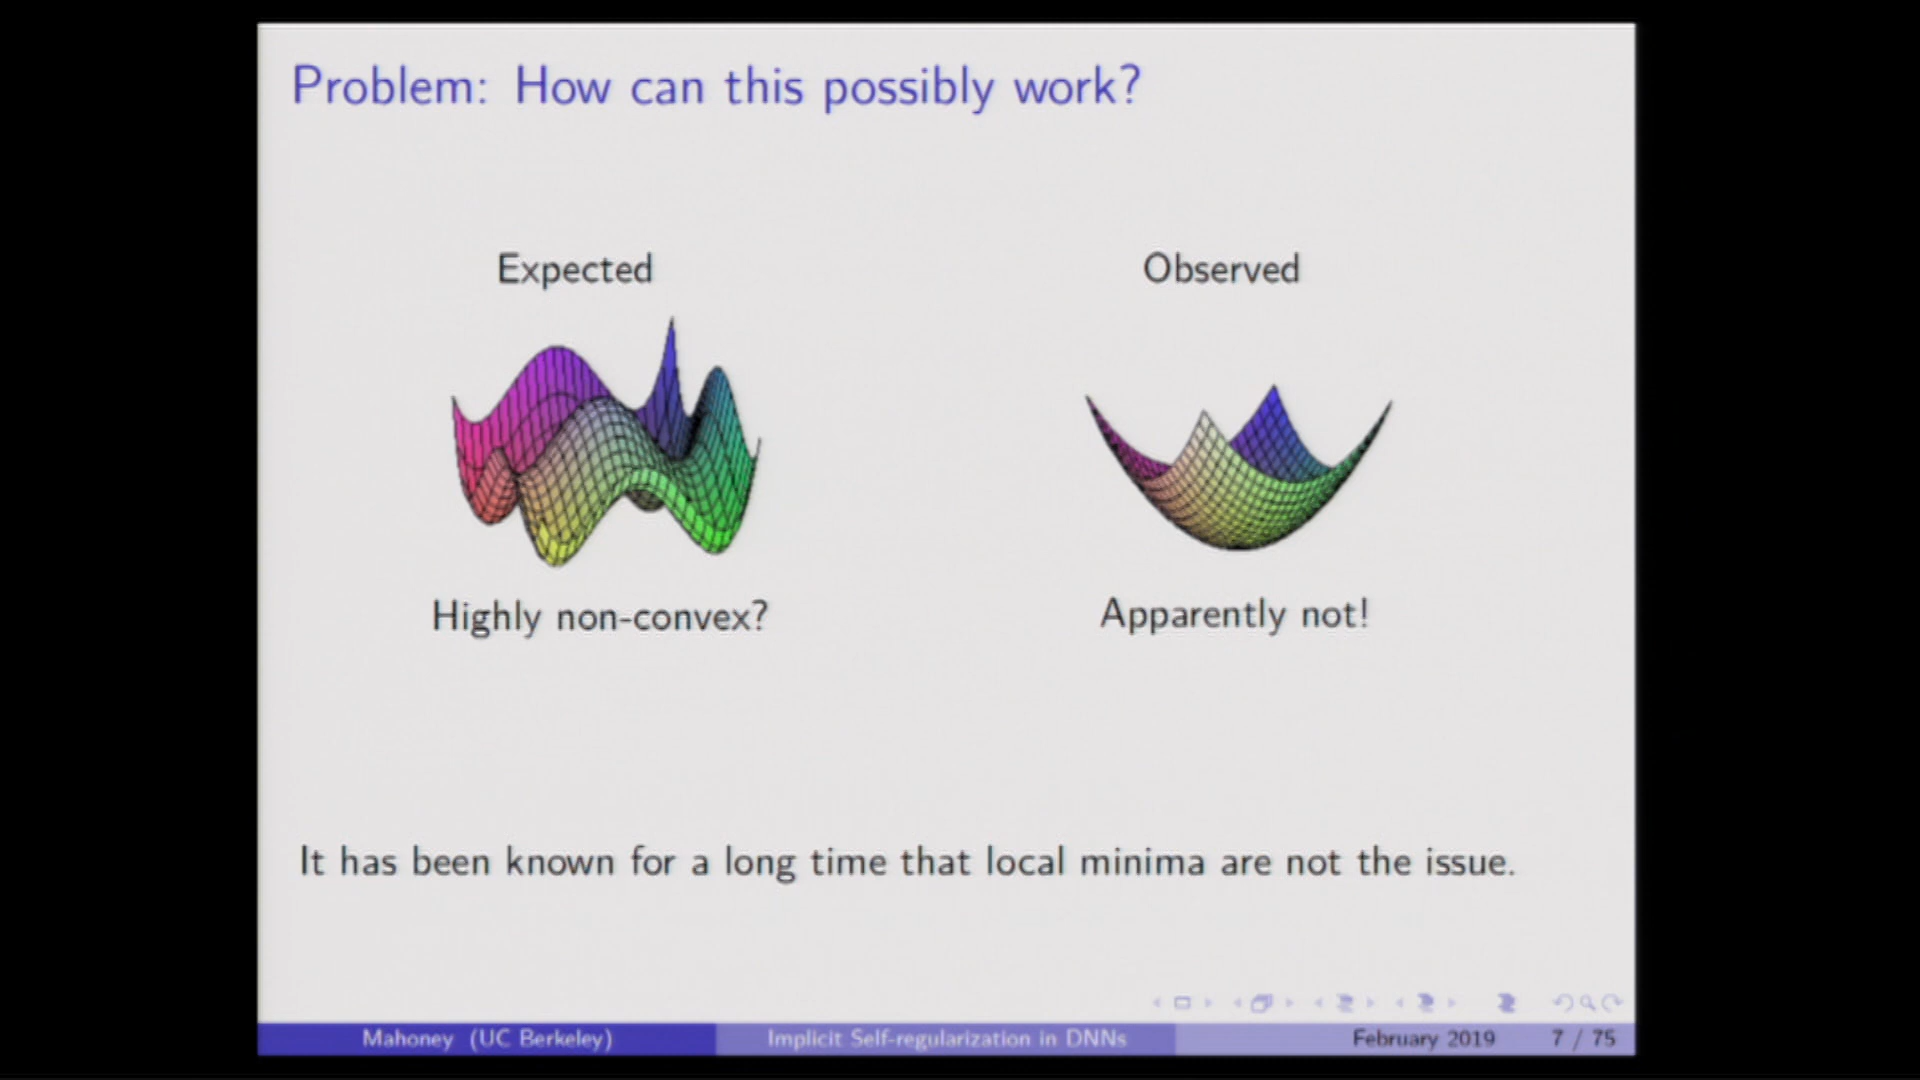 Problem: How can this possibly work?
Expected
Observed
Highly non-convex?
Apparently not!
It has been known for a long time that local minima are not the issue.
Mahoney (UC Berkeley)
Implicit Self-regularization in DNNs
February 2019
7 / 75